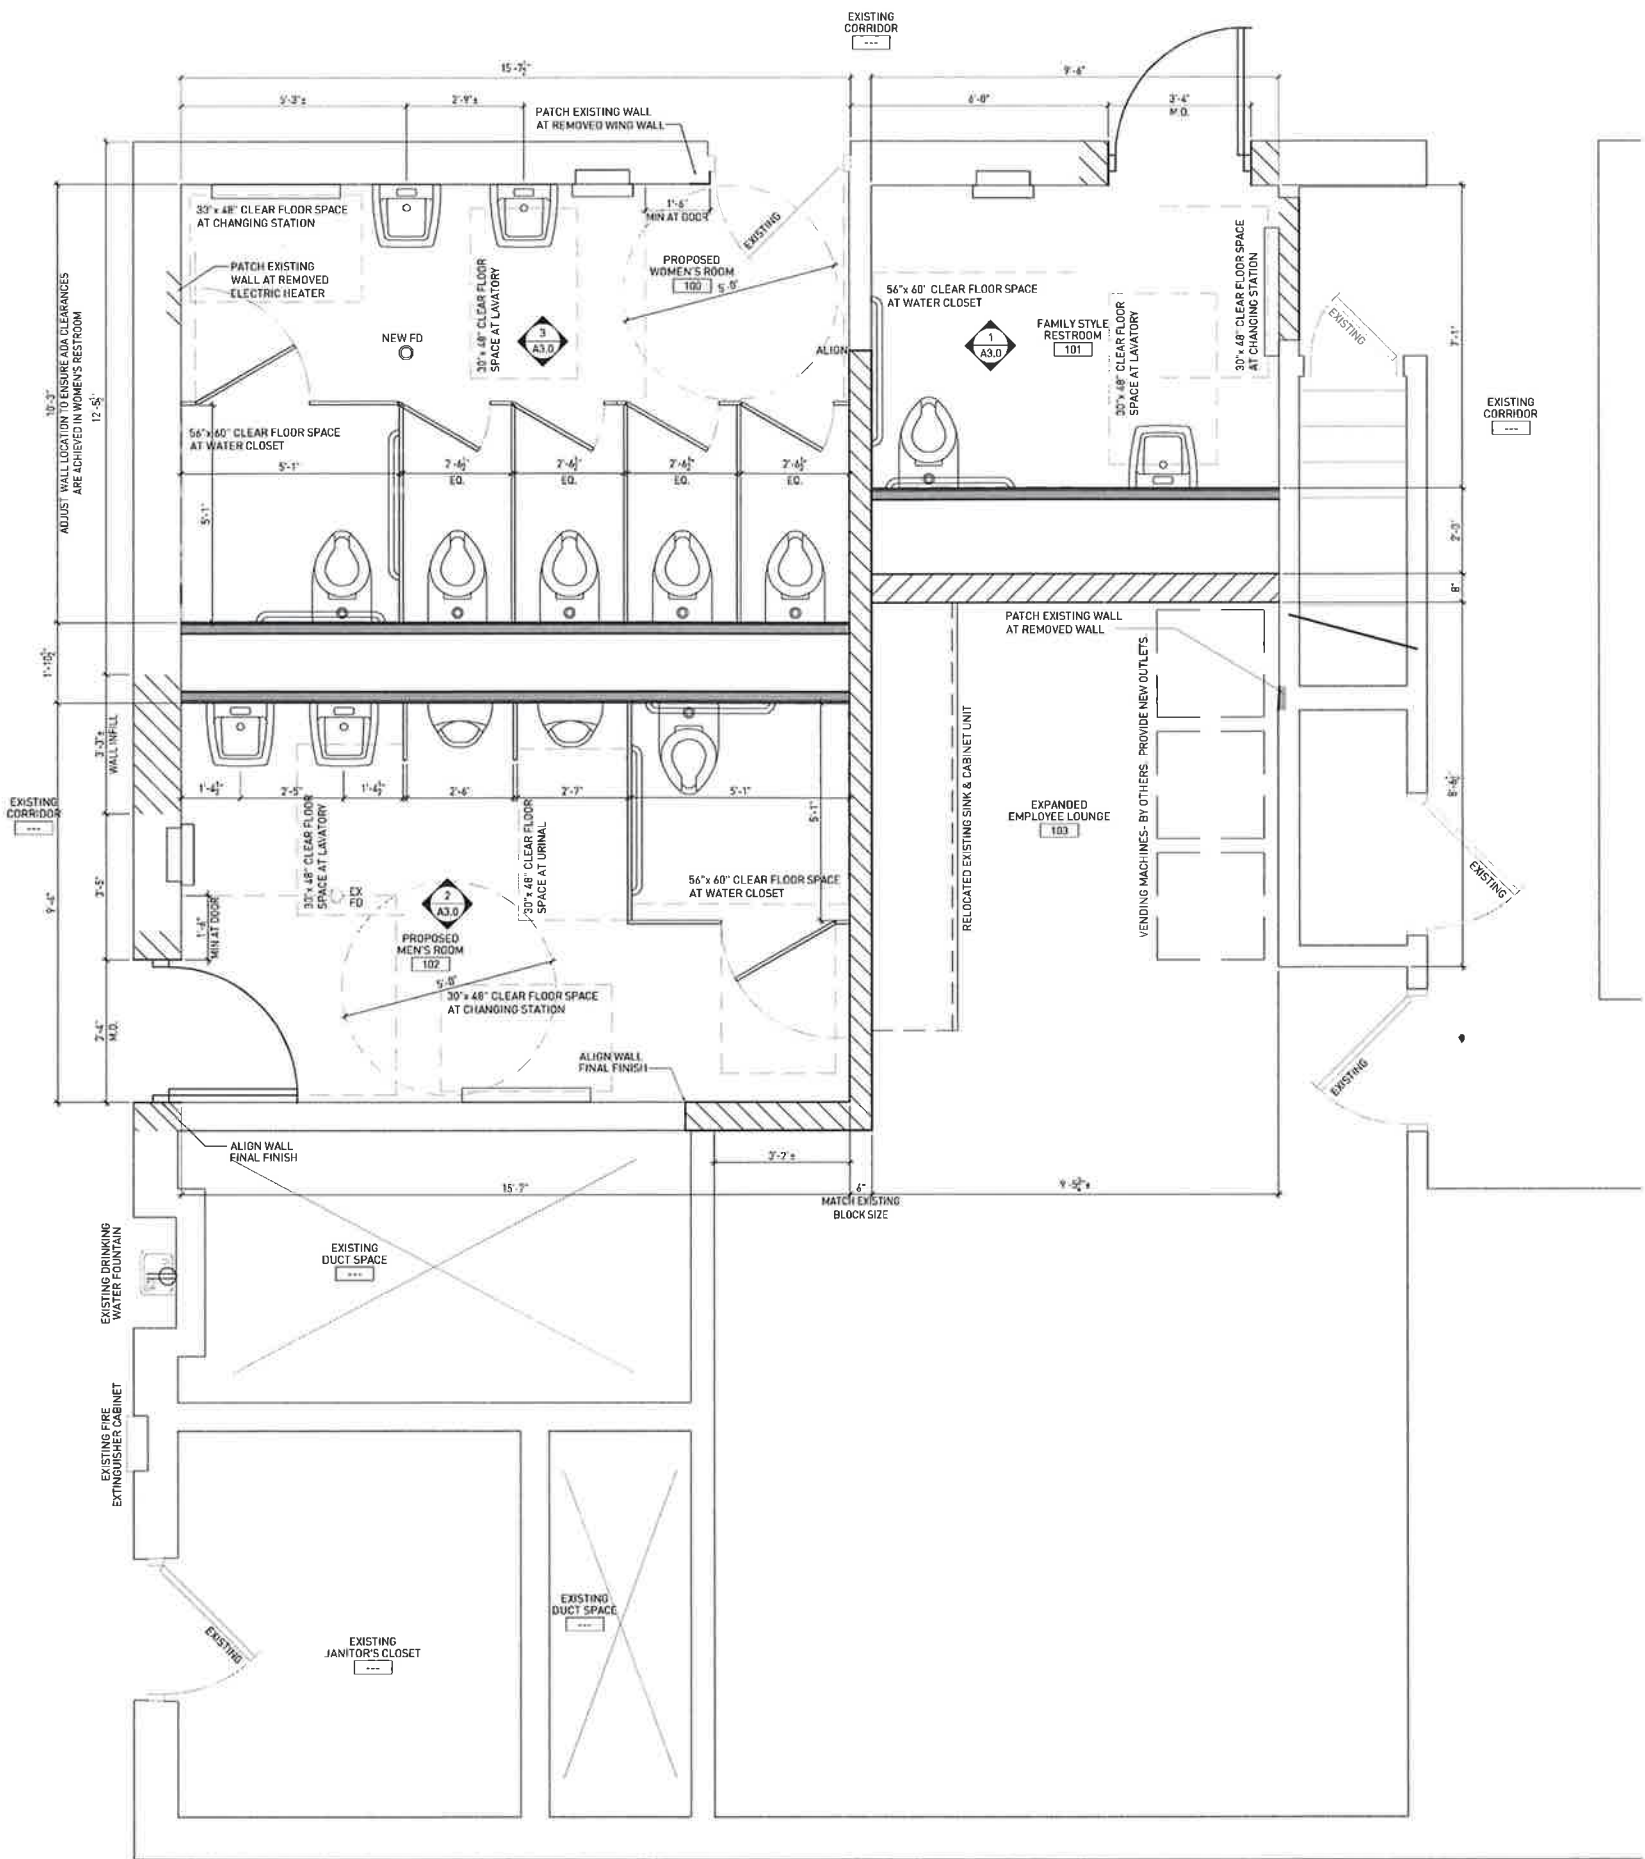 EXISTING
CORRIDOR
---
15'-7½"
9'-6"
5'-3"±
2'-9"±
6'-0"
3'-4"
M.O.
PATCH EXISTING WALL
AT REMOVED WING WALL
30"x 48" CLEAR FLOOR SPACE
AT CHANGING STATION
1'-6"
MIN AT DOOR
EXISTING
PATCH EXISTING
WALL AT REMOVED
ELECTRIC HEATER
PROPOSED
WOMEN'S ROOM
100
5'-0"
30"x 48" CLEAR FLOOR
SPACE AT LAVATORY
3
A3.0
NEW FD
ALIGN
56"x 60" CLEAR FLOOR SPACE
AT WATER CLOSET
1
A3.0
FAMILY STYLE
RESTROOM
101
30"x 48" CLEAR FLOOR
SPACE AT LAVATORY
30"x 48" CLEAR FLOOR SPACE
AT CHANGING STATION
EXISTING
7'-1"
EXISTING
CORRIDOR
---
ADJUST WALL LOCATION TO ENSURE ADA CLEARANCES
ARE ACHIEVED IN WOMEN'S RESTROOM
10'-3"
56"x 60" CLEAR FLOOR SPACE
AT WATER CLOSET
5'-1"
2'-6½"
EQ.
2'-6½"
EQ.
2'-6½"
EQ.
2'-6½"
EQ.
5'-1"
2'-0"
8"
1'-10½"
3'-3"±
WALL INFILL
PATCH EXISTING WALL
AT REMOVED WALL
VENDING MACHINES- BY OTHERS. PROVIDE NEW OUTLETS
RELOCATED EXISTING SINK & CABINET UNIT
EXPANDED
EMPLOYEE LOUNGE
103
EXISTING
EXISTING
CORRIDOR
---
2'-5"
2'-6"
2'-7"
5'-1"
5'-1"
30"x 48" CLEAR FLOOR
SPACE AT LAVATORY
30"x 48" CLEAR FLOOR
SPACE AT URINAL
EX
FD
56"x 60" CLEAR FLOOR SPACE
AT WATER CLOSET
2
A3.0
PROPOSED
MEN'S ROOM
102
5'-0"
30"x 48" CLEAR FLOOR SPACE
AT CHANGING STATION
9'-4"
3'-5"
1'-6"
MIN AT DOOR
3'-4"
M.O.
ALIGN WALL
FINAL FINISH
EXISTING
ALIGN WALL
FINAL FINISH
15'-7"
6"
MATCH EXISTING
BLOCK SIZE
EXISTING DRINKING
WATER FOUNTAIN
EXISTING
DUCT SPACE
---
EXISTING FIRE
EXTINGUISHER CABINET
EXISTING
DUCT SPACE
---
EXISTING
EXISTING
JANITOR'S CLOSET
---